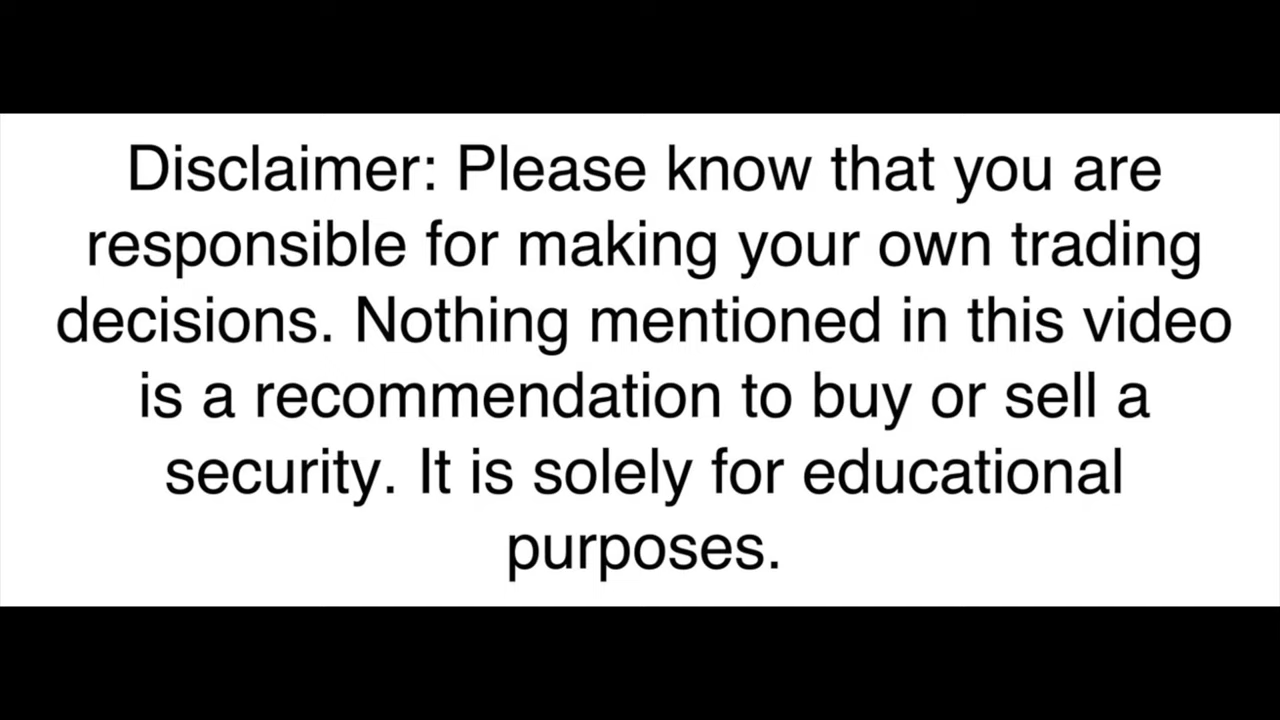 Disclaimer: Please know that you are
responsible for making your own trading
decisions. Nothing mentioned in this video
is a recommendation to buy or sell a
security. It is solely for educational
purposes.